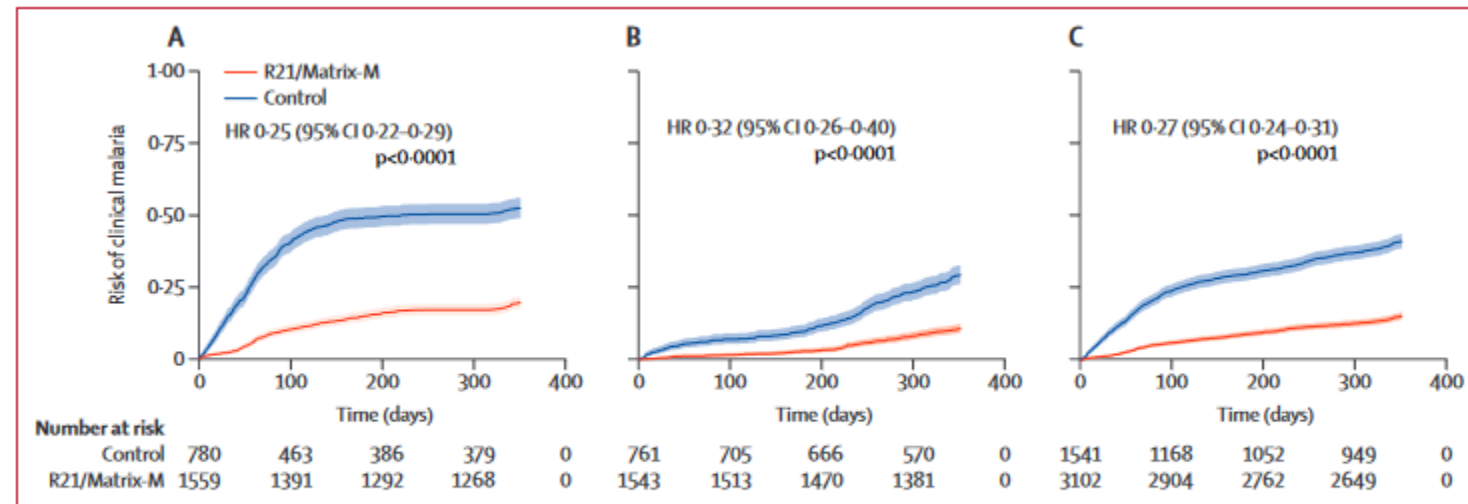 A
B
C
1·00
0·75
0·50
0·25
0
Risk of clinical malaria
R21/Matrix-M
Control
HR 0·25 (95% CI 0·22–0·29)
p<0·0001
HR 0·32 (95% CI 0·26–0·40)
p<0·0001
HR 0·27 (95% CI 0·24–0·31)
p<0·0001
0 100 200 300 400
0 100 200 300 400
0 100 200 300 400
Time (days)
Time (days)
Time (days)
Number at risk
Control 780 463 386 379 0 761 705 666 570 0 1541 1168 1052 949 0
R21/Matrix-M 1559 1391 1292 1268 0 1543 1513 1470 1381 0 3102 2904 2762 2649 0